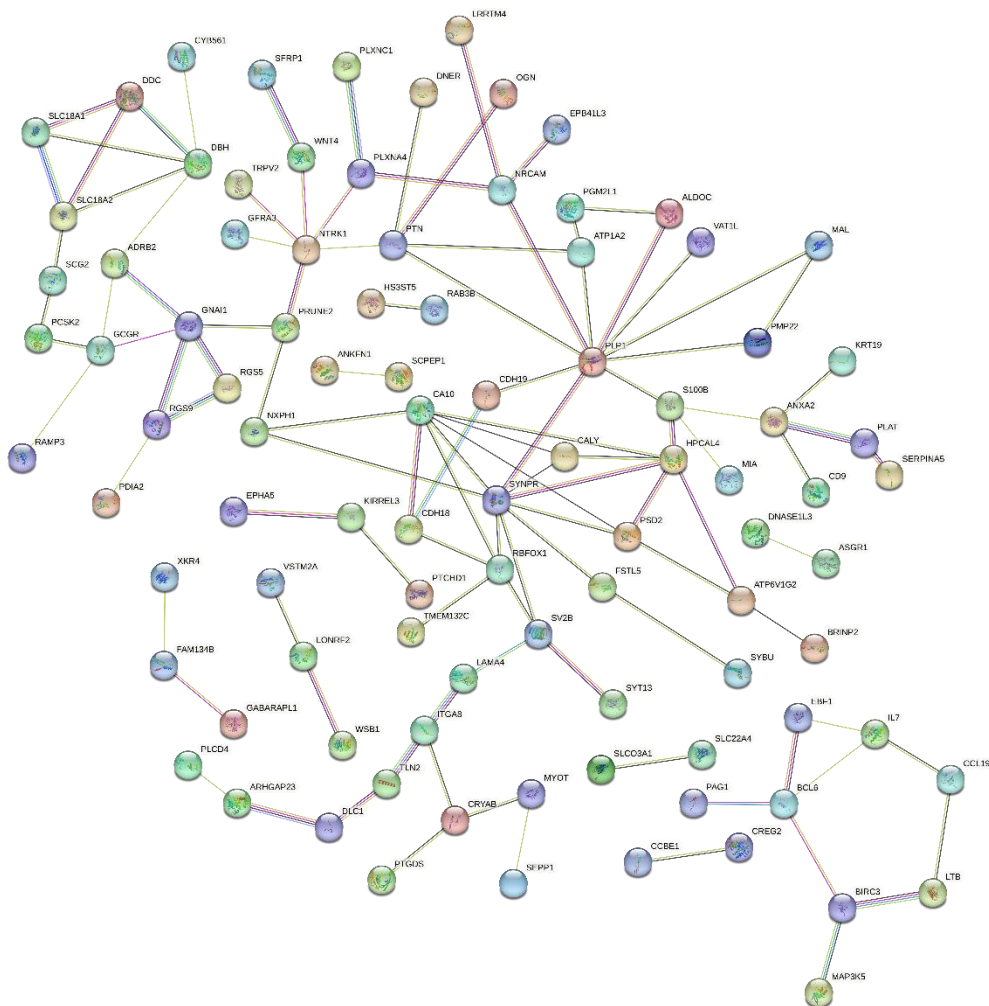 LRRTM4
CYB561
SFRP1
PLXNC1
DNER
OGN
DDC
SLC18A1
EPB41L3
DBH
WNT4
TRPV2
PLXNA4
NRCAM
PGM2L1
ALDOC
SLC18A2
GFRA3
PTN
ATP1A2
VAT1L
MAL
ADRB2
NTRK1
SCG2
HS3ST5
RAB3B
GNAI1
PRUNE2
PCSK2
GCGR
PLP1
PMP22
ANKFN1
SCPEP1
KRT19
RGS5
CDH19
S100B
CA10
ANXA2
RGS9
NXPH1
PLAT
RAMP3
CALY
HPCAL4
SERPINA5
MIA
CD9
PDIA2
SYNPR
EPHA5
KIRREL3
CDH18
PSD2
DNASE1L3
ASGR1
RBFOX1
XKR4
VSTM2A
PTCHD1
FSTL5
ATP6V1G2
TMEM132C
SV2B
BRINP2
FAM134B
LONRF2
LAMA4
SYBU
GABARAPL1
SYT13
EBF1
IL7
ITGA8
PLCD4
WSB1
SLC22A4
SLCO3A1
CCL19
ARHGAP23
TLN2
MYOT
PAG1
BCL6
DLC1
CRYAB
CREG2
CCBE1
PTGDS
SEPP1
BIRC3
LTB
MAP3K5